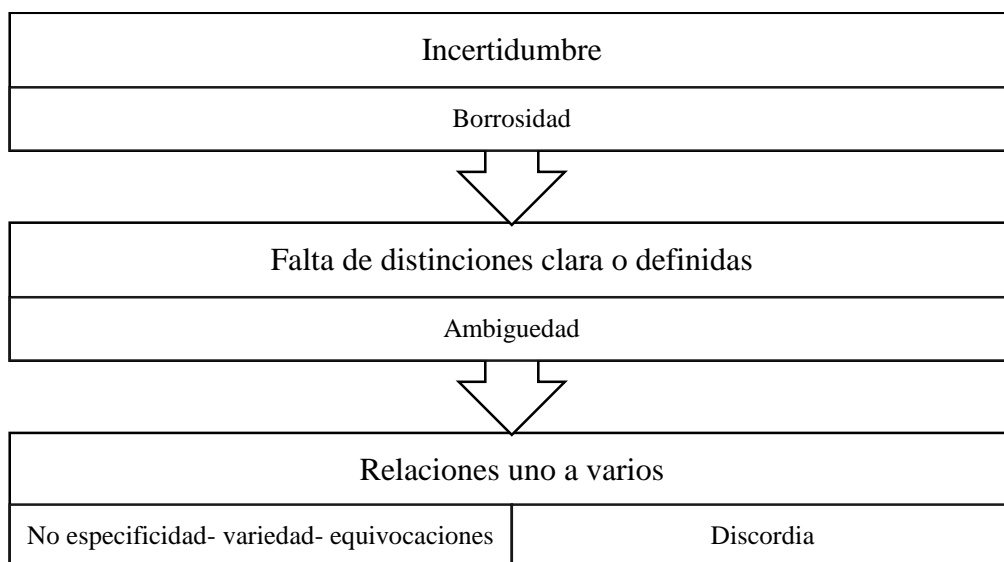 Incertidumbre
Borrosidad
Falta de distinciones clara o definidas
Ambiguedad
Relaciones uno a varios
No especificidad- variedad- equivocaciones
Discordia